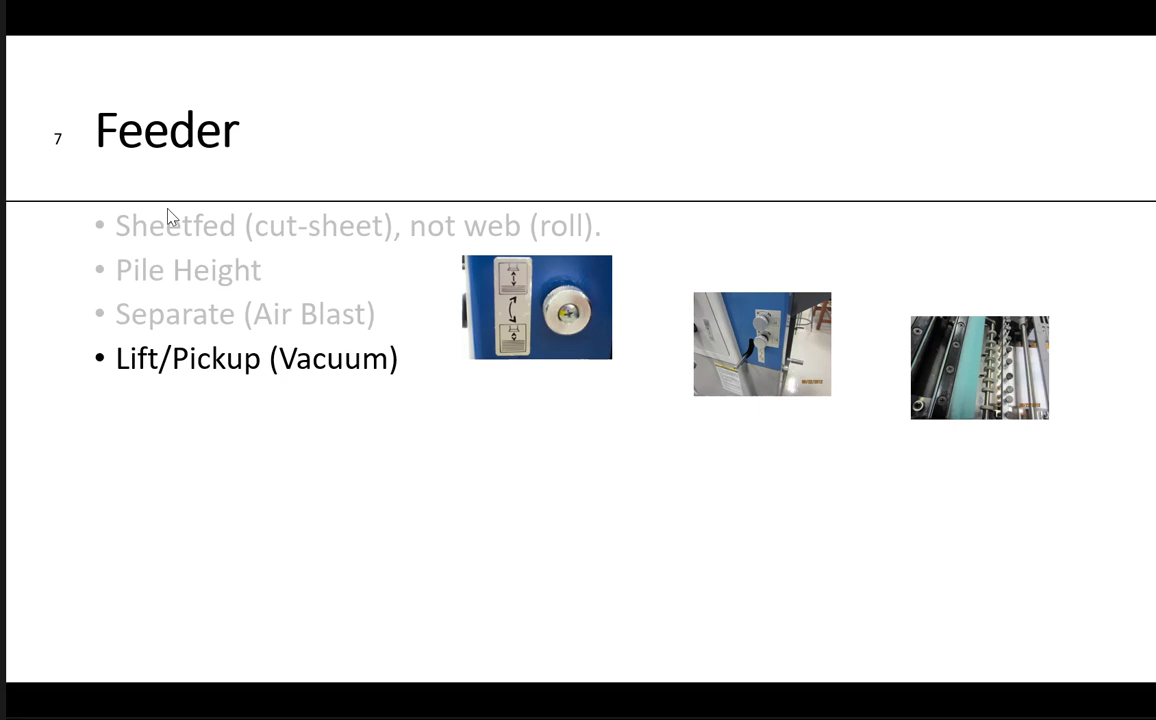 7
Feeder
• Sheetfed (cut-sheet), not web (roll).
• Pile Height
• Separate (Air Blast)
• Lift/Pickup (Vacuum)